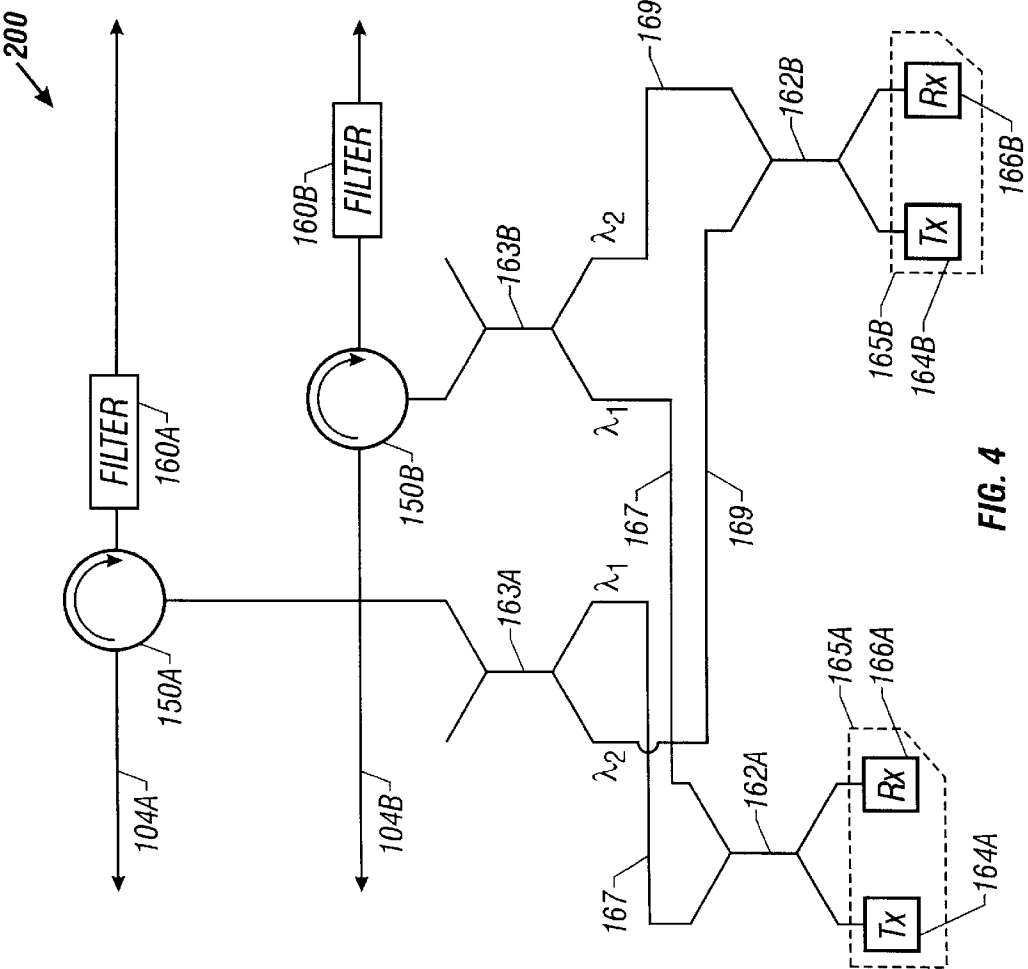 200
FILTER
160A
150A
104A
160B
FILTER
150B
104B
163B
λ2
λ1
169
163A
λ1
λ2
167
169
167
162B
Tx
Rx
165B
164B
166B
162A
Tx
Rx
165A
166A
164A
FIG. 4